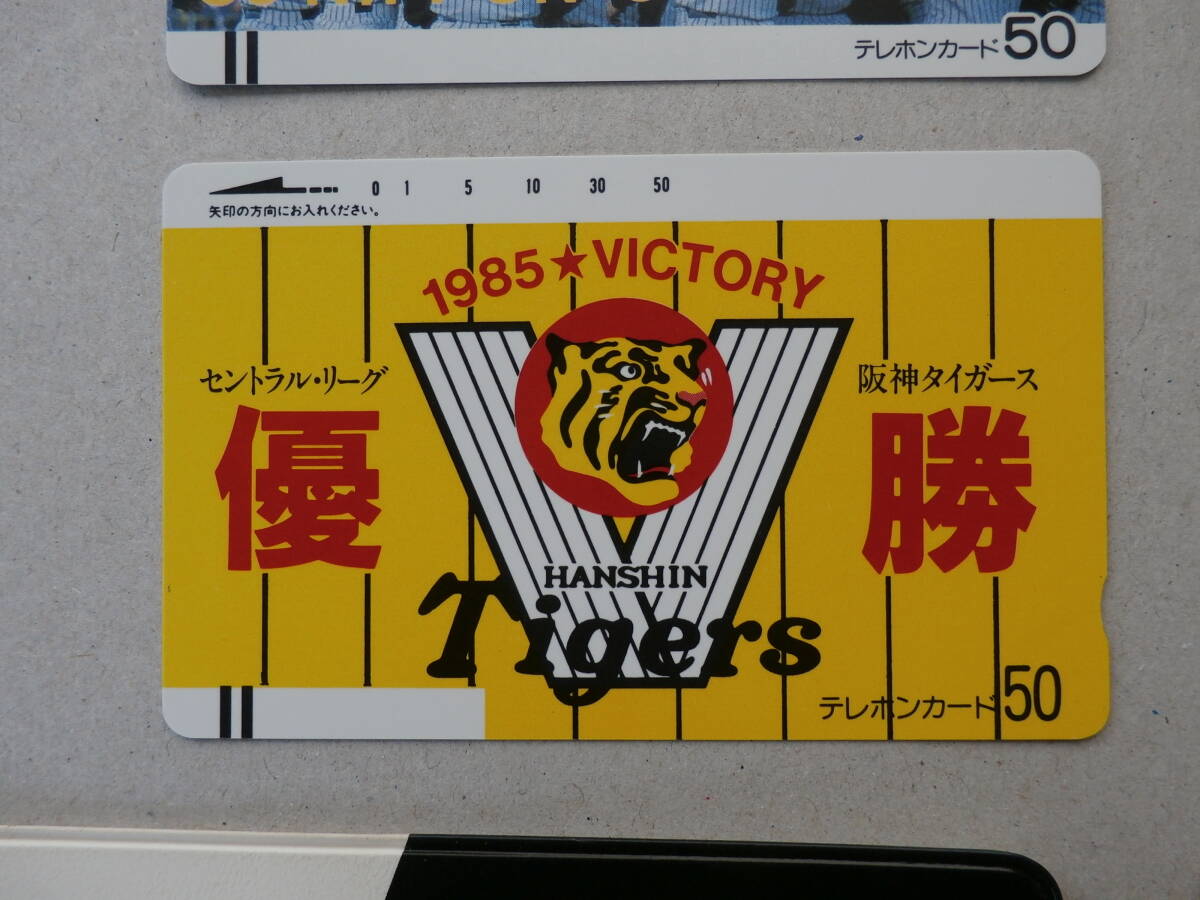 テレホンカード50
0 1 5 10 30 50
矢印の方向にお入れください。
1985★VICTORY
セントラル・リーグ
阪神タイガース
優 勝
HANSHIN
Tigers
テレホンカード50